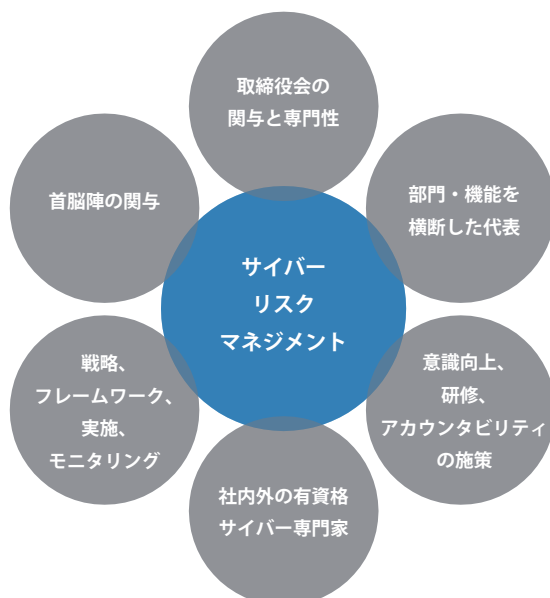 取締役会の
関与と専門性
首脳陣の関与
部門・機能を
横断した代表
サイバー
リスク
マネジメント
戦略、
フレームワーク、
実施、
モニタリング
意識向上、
研修、
アカウンタビリティ
の施策
社内外の有資格
サイバー専門家